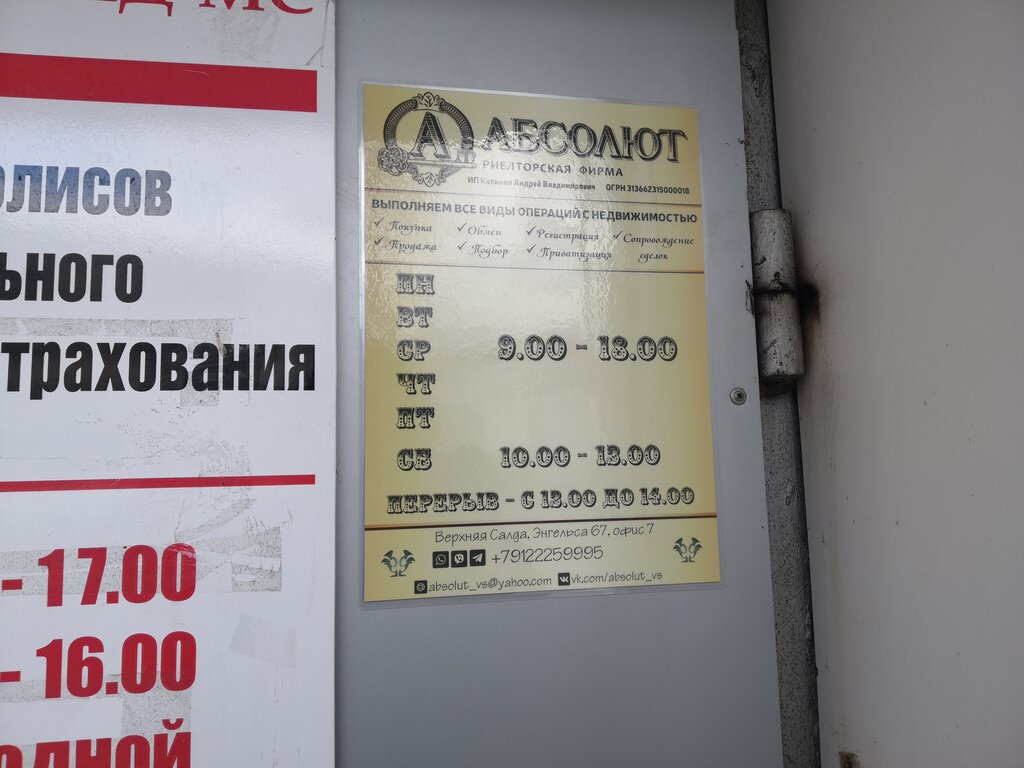 МС
ОЛИСОВ
ЬНОГО
ТРАХОВАНИЯ
- 17.00
- 16.00
ОДНОЙ
А АБСОЛЮТ
РИЕЛТОРСКАЯ ФИРМА
ИП Калинин Андрей Владимирович ОГРН 313662315000018
ВЫПОЛНЯЕМ ВСЕ ВИДЫ ОПЕРАЦИЙ С НЕДВИЖИМОСТЬЮ
✓ Покупка ✓ Обмен ✓ Регистрация ✓ Сопровождение
✓ Продажа ✓ Подбор ✓ Приватизация сделок
ПН
ВТ
СР 9.00 - 18.00
ЧТ
ПТ
СБ 10.00 - 13.00
ПЕРЕРЫВ - С 13.00 ДО 14.00
Верхняя Салда, Энгельса 67, офис 7
+79122259995
absolut_vs@yahoo.com vk.com/absolut_vs